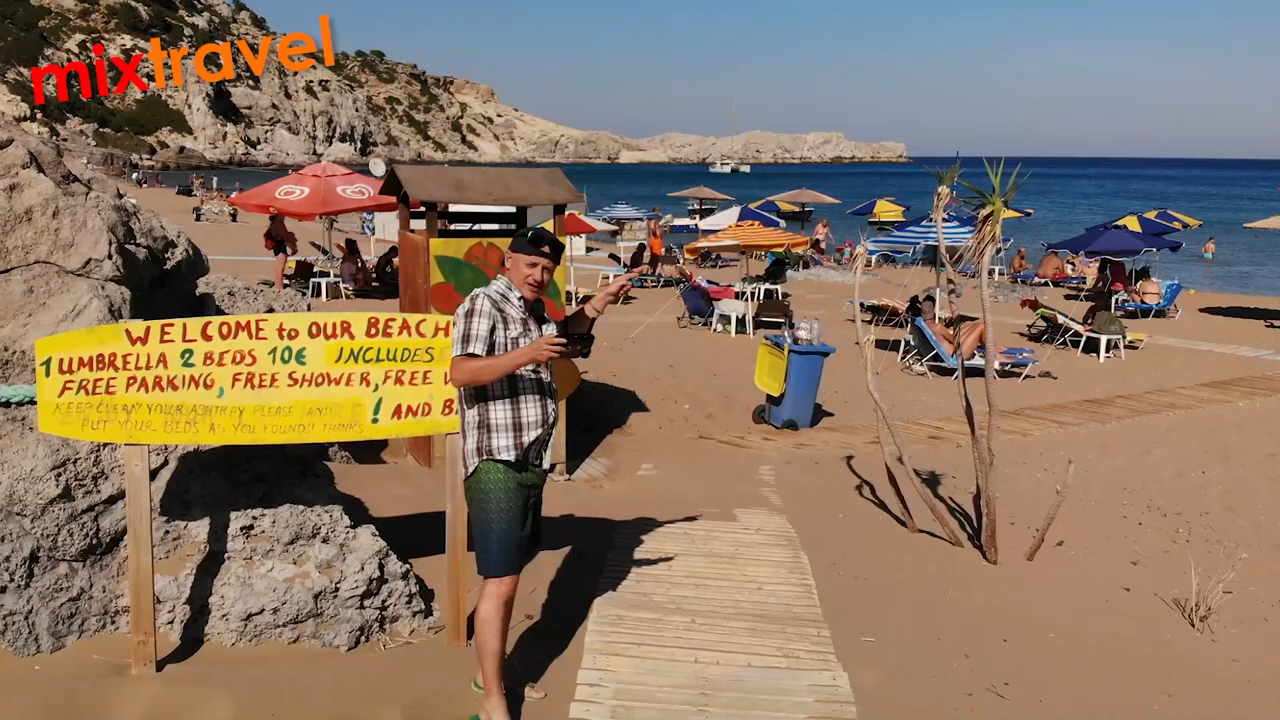 mixtravel
WELCOME to OUR BEACH
1 UMBRELLA 2 BEDS 10€ INCLUDES
FREE PARKING, FREE SHOWER, FREE
KEEP CLEAN YOUR ASHTRAY PLEASE AND ! AND
PUT YOUR BEDS AS YOU FOUND!! THANKS